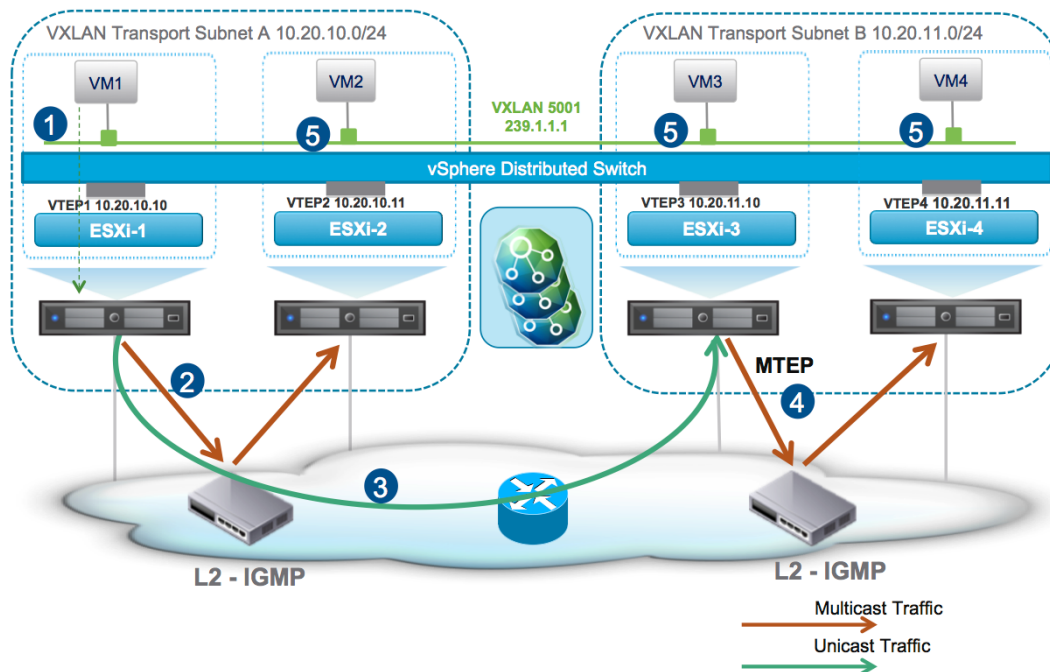 VXLAN Transport Subnet A 10.20.10.0/24
VXLAN Transport Subnet B 10.20.11.0/24
VM1
VM2
VM3
VM4
VXLAN 5001
239.1.1.1
1
5
5
5
vSphere Distributed Switch
VTEP1 10.20.10.10
VTEP2 10.20.10.11
VTEP3 10.20.11.10
VTEP4 10.20.11.11
ESXi-1
ESXi-2
ESXi-3
ESXi-4
2
MTEP
4
3
L2 - IGMP
L2 - IGMP
Multicast Traffic
Unicast Traffic